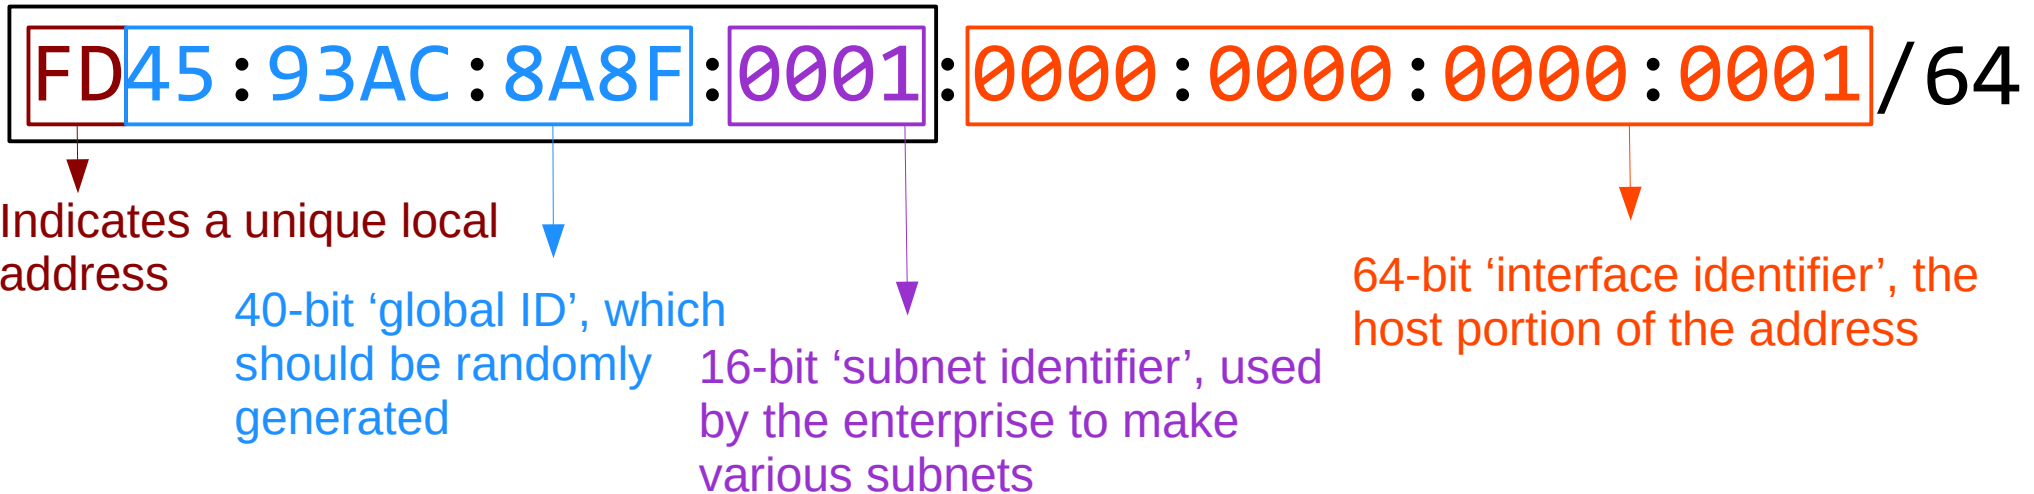 FD45:93AC:8A8F:0001:0000:0000:0000:0001/64
Indicates a unique local
address
40-bit ‘global ID’, which
should be randomly
generated
16-bit ‘subnet identifier’, used
by the enterprise to make
various subnets
64-bit ‘interface identifier’, the
host portion of the address